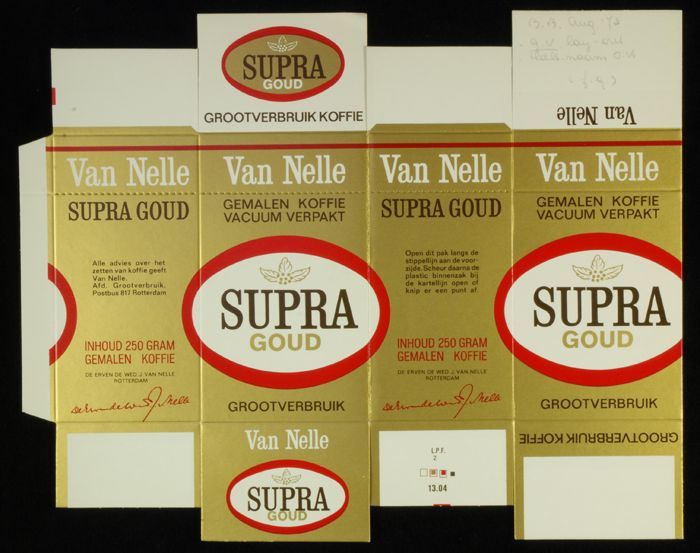 SUPRA
GOUD
GROOTVERBRUIK KOFFIE
B.B. Aug
Van Nelle
Van Nelle
SUPRA GOUD
Alle advies over het
zetten van koffie geeft
Van Nelle.
Afd. Grootverbruik.
Postbus 817 Rotterdam
INHOUD 250 GRAM
GEMALEN KOFFIE
DE ERVEN DE WED. J. VAN NELLE
ROTTERDAM
Van Nelle
GEMALEN KOFFIE
VACUUM VERPAKT
SUPRA
GOUD
GROOTVERBRUIK
Van Nelle
SUPRA
GOUD
Van Nelle
SUPRA GOUD
Open dit pak langs de
stippellijn aan de voor-
zijde. Scheur daarna de
plastic binnenzak bij
de kartellijn open of
knip er een punt af.
INHOUD 250 GRAM
GEMALEN KOFFIE
DE ERVEN DE WED. J. VAN NELLE
ROTTERDAM
L.P.F.
2
13.04
Van Nelle
GEMALEN KOFFIE
VACUUM VERPAKT
SUPRA
GOUD
GROOTVERBRUIK
GROOTVERBRUIK KOFFIE